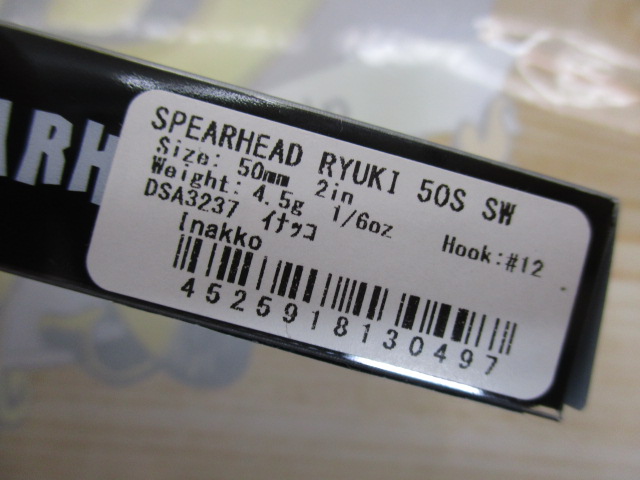 ARH
SPEARHEAD RYUKI 50S SW
Size: 50mm 2in
Weight: 4.5g 1/6oz Hook:#12
DSA3237 イナッコ
Inakko
4525918130497